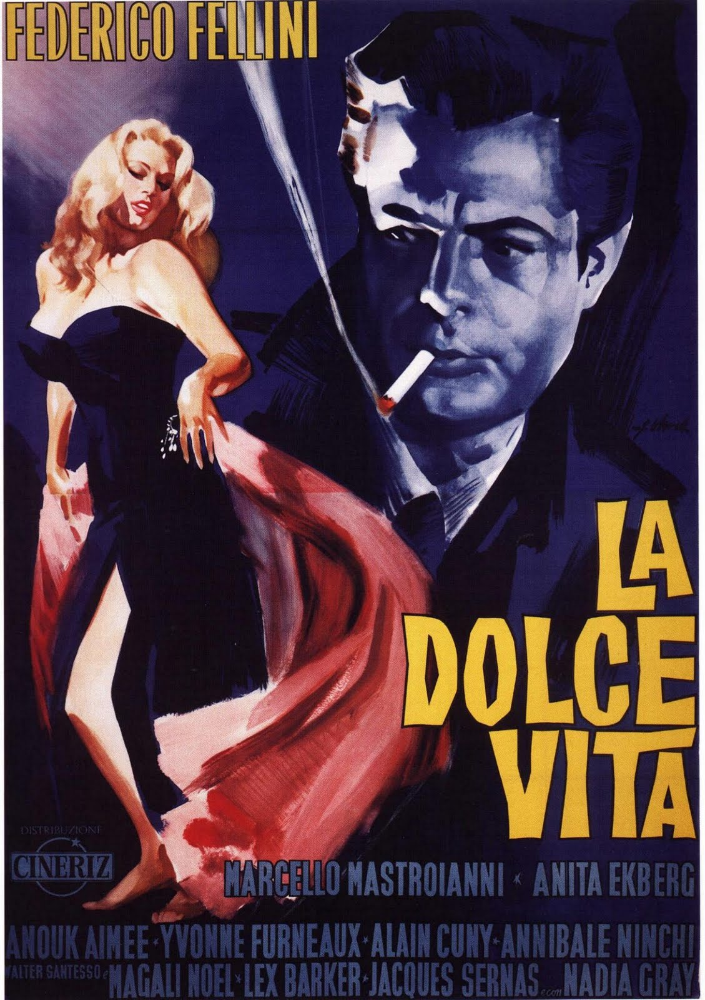 FEDERICO FELLINI
LA
DOLCE
VITA
DISTRIBUZIONE
CINERIZ
MARCELLO MASTROIANNI * ANITA EKBERG
ANOUK AIMEE * YVONNE FURNEAUX * ALAIN CUNY * ANNIBALE NINCHI
WALTER SANTESSO e MAGALI NOEL * LEX BARKER * JACQUES SERNAS e con NADIA GRAY